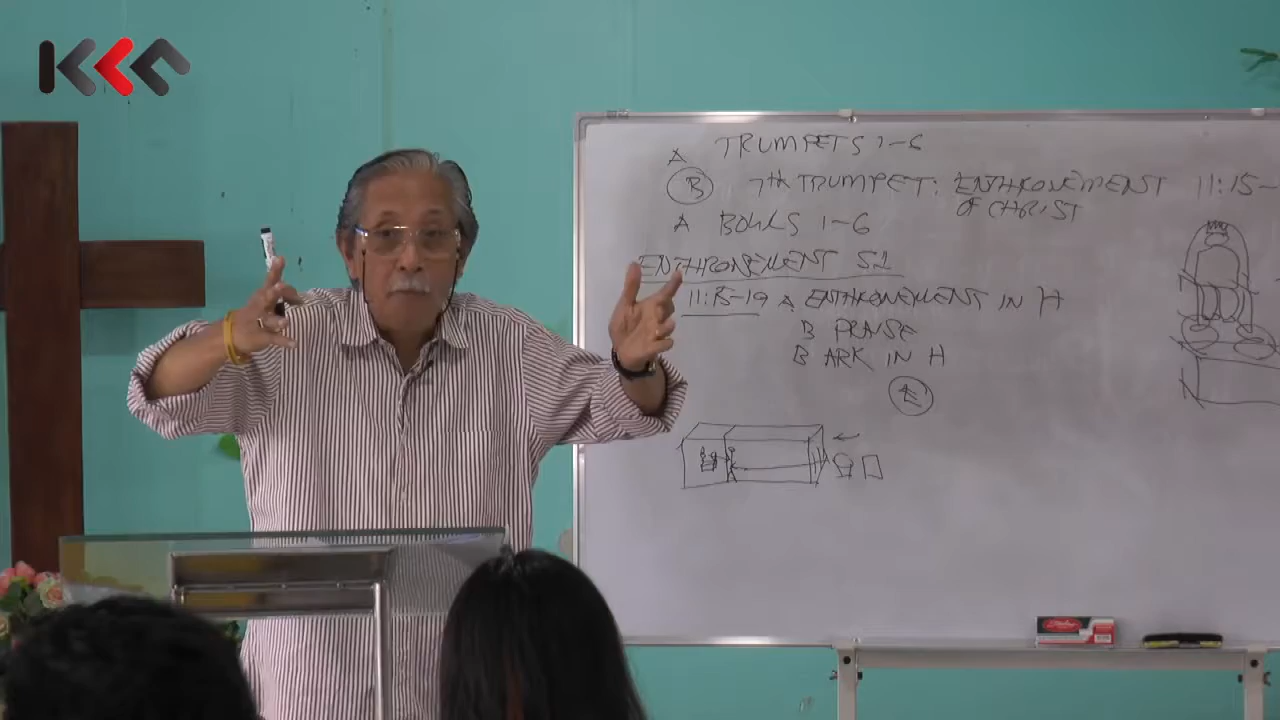 KCC
A TRUMPETS 1-6
B 7th TRUMPET: ENTHRONEMENT 11:15-
OF CHRIST
A BOWLS 1-6
ENTHRONEMENT
11:15-19 A ENTHRONEMENT IN H
B PRAISE
B ARK IN H